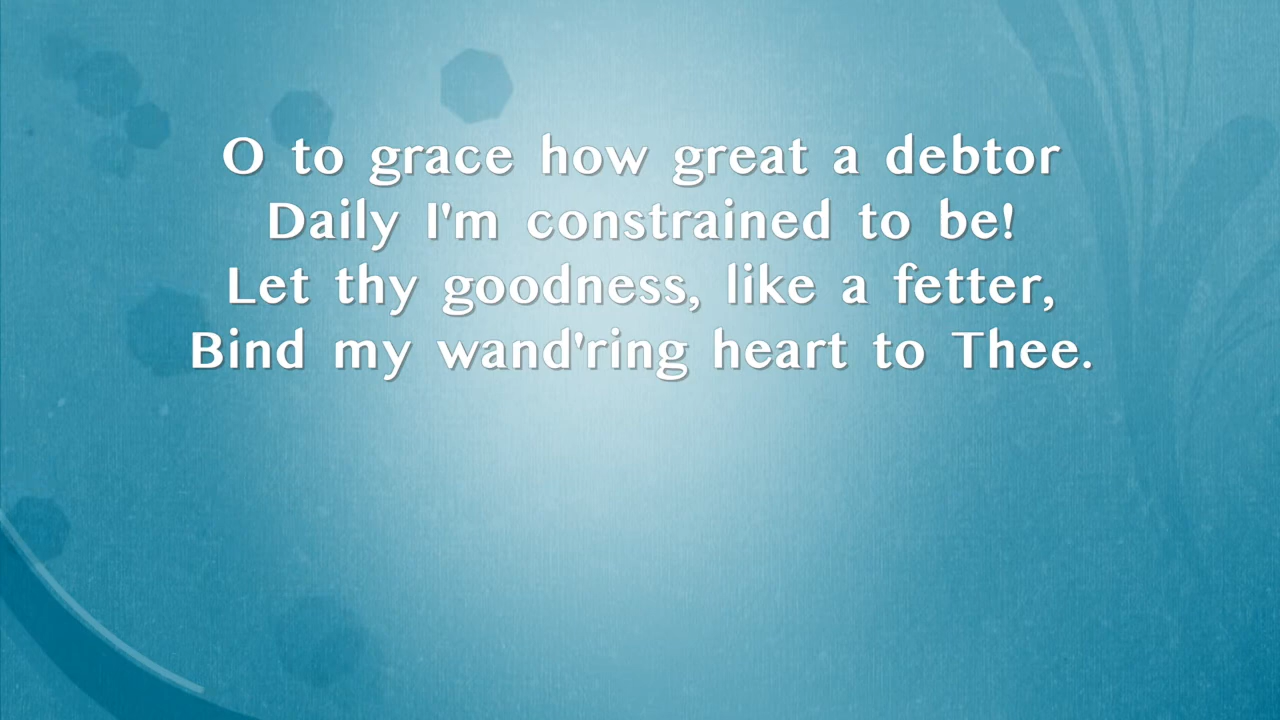 O to grace how great a debtor
Daily I'm constrained to be!
Let thy goodness, like a fetter,
Bind my wand'ring heart to Thee.